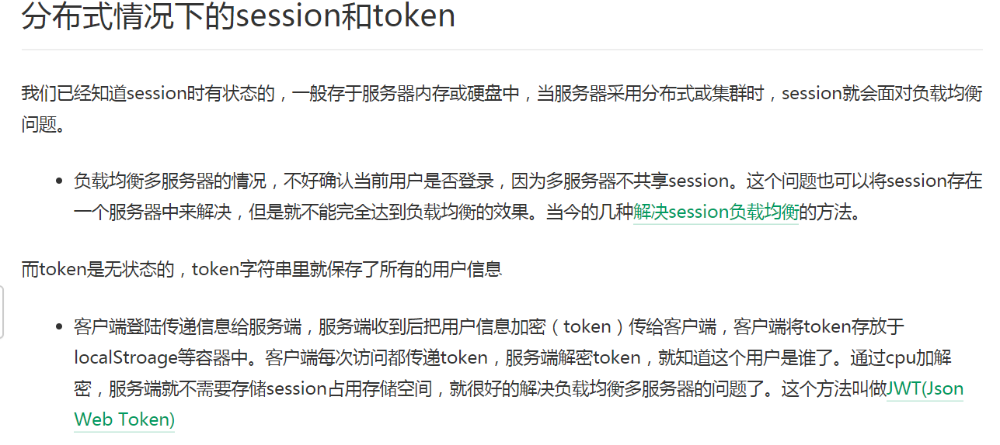 分布式情况下的session和token
我们已经知道session时有状态的，一般存于服务器内存或硬盘中，当服务器采用分布式或集群时，session就会面对负载均衡
问题。
负载均衡多服务器的情况，不好确认当前用户是否登录，因为多服务器不共享session。这个问题也可以将session存在
一个服务器中来解决，但是就不能完全达到负载均衡的效果。当今的几种解决session负载均衡的方法。
而token是无状态的，token字符串里就保存了所有的用户信息
客户端登陆传递信息给服务端，服务端收到后把用户信息加密（token）传给客户端，客户端将token存放于
localStroage等容器中。客户端每次访问都传递token，服务端解密token，就知道这个用户是谁了。通过cpu加解
密，服务端就不需要存储session占用存储空间，就很好的解决负载均衡多服务器的问题了。这个方法叫做JWT(Json
Web Token)